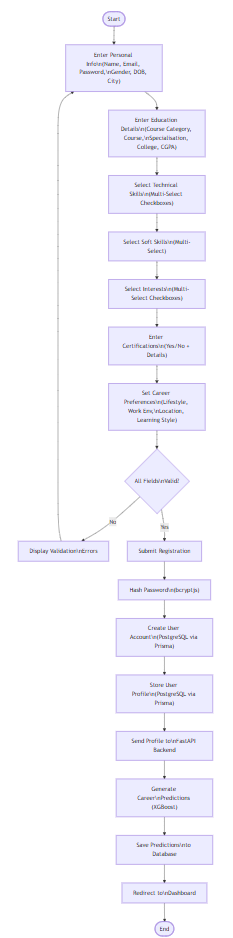 Start
Enter Personal
Info\n(Name, Email,
Password,\nGender, DOB,
City)
Enter Education
Details\n(Course Category,
Course,\nSpecialisation,
College, CGPA)
Select Technical
Skills\n(Multi-Select
Checkboxes)
Select Soft Skills\n(Multi-
Select)
Select Interests\n(Multi-
Select Checkboxes)
Enter
Certifications\n(Yes/No +
Details)
Set Career
Preferences\n(Lifestyle,
Work Env,\nLocation,
Learning Style)
All Fields\nValid?
No
Yes
Display Validation\nErrors
Submit Registration
Hash Password\n(bcryptjs)
Create User
Account\n(PostgreSQL via
Prisma)
Store User
Profile\n(PostgreSQL via
Prisma)
Send Profile to\nFastAPI
Backend
Generate
Career\nPredictions
(XGBoost)
Save Predictions\nto
Database
Redirect to\nDashboard
End